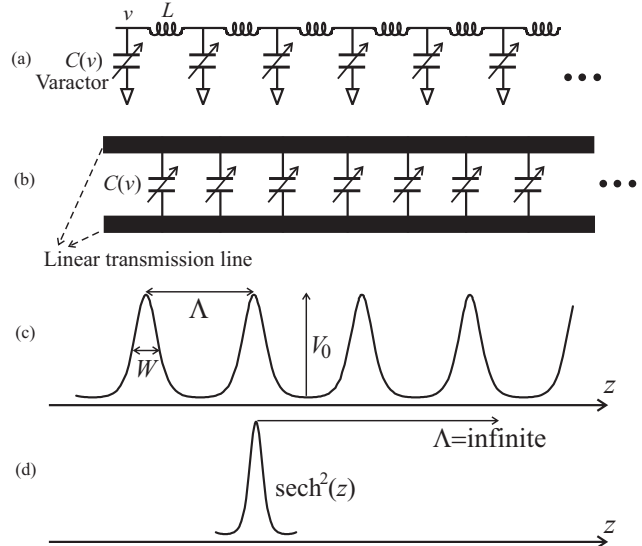 v L
(a)
C(v)
Varactor
•••
(b)
C(v)
•••
Linear transmission line
(c)
Λ
W
V₀
z
Λ=infinite
(d)
sech²(z)
z